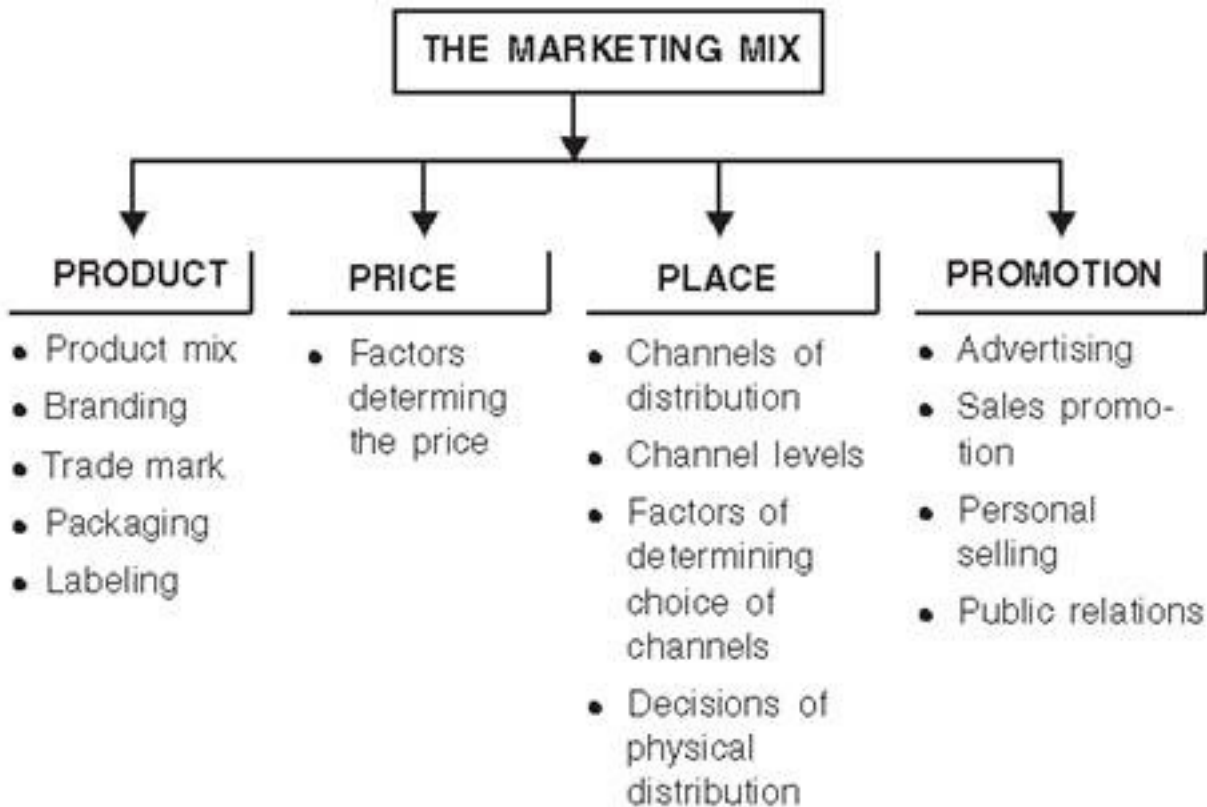 THE MARKETING MIX
PRODUCT
• Product mix
• Branding
• Trade mark
• Packaging
• Labeling
PRICE
• Factors
determing
the price
PLACE
• Channels of
distribution
• Channel levels
• Factors of
determining
choice of
channels
• Decisions of
physical
distribution
PROMOTION
• Advertising
• Sales promo-
tion
• Personal
selling
• Public relations